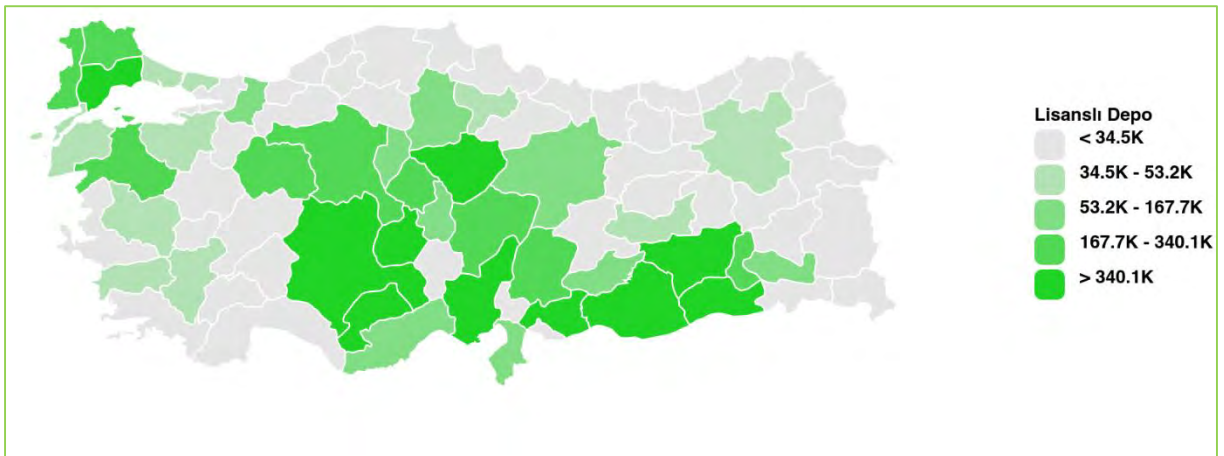 Lisanslı Depo
< 34.5K
34.5K - 53.2K
53.2K - 167.7K
167.7K - 340.1K
> 340.1K